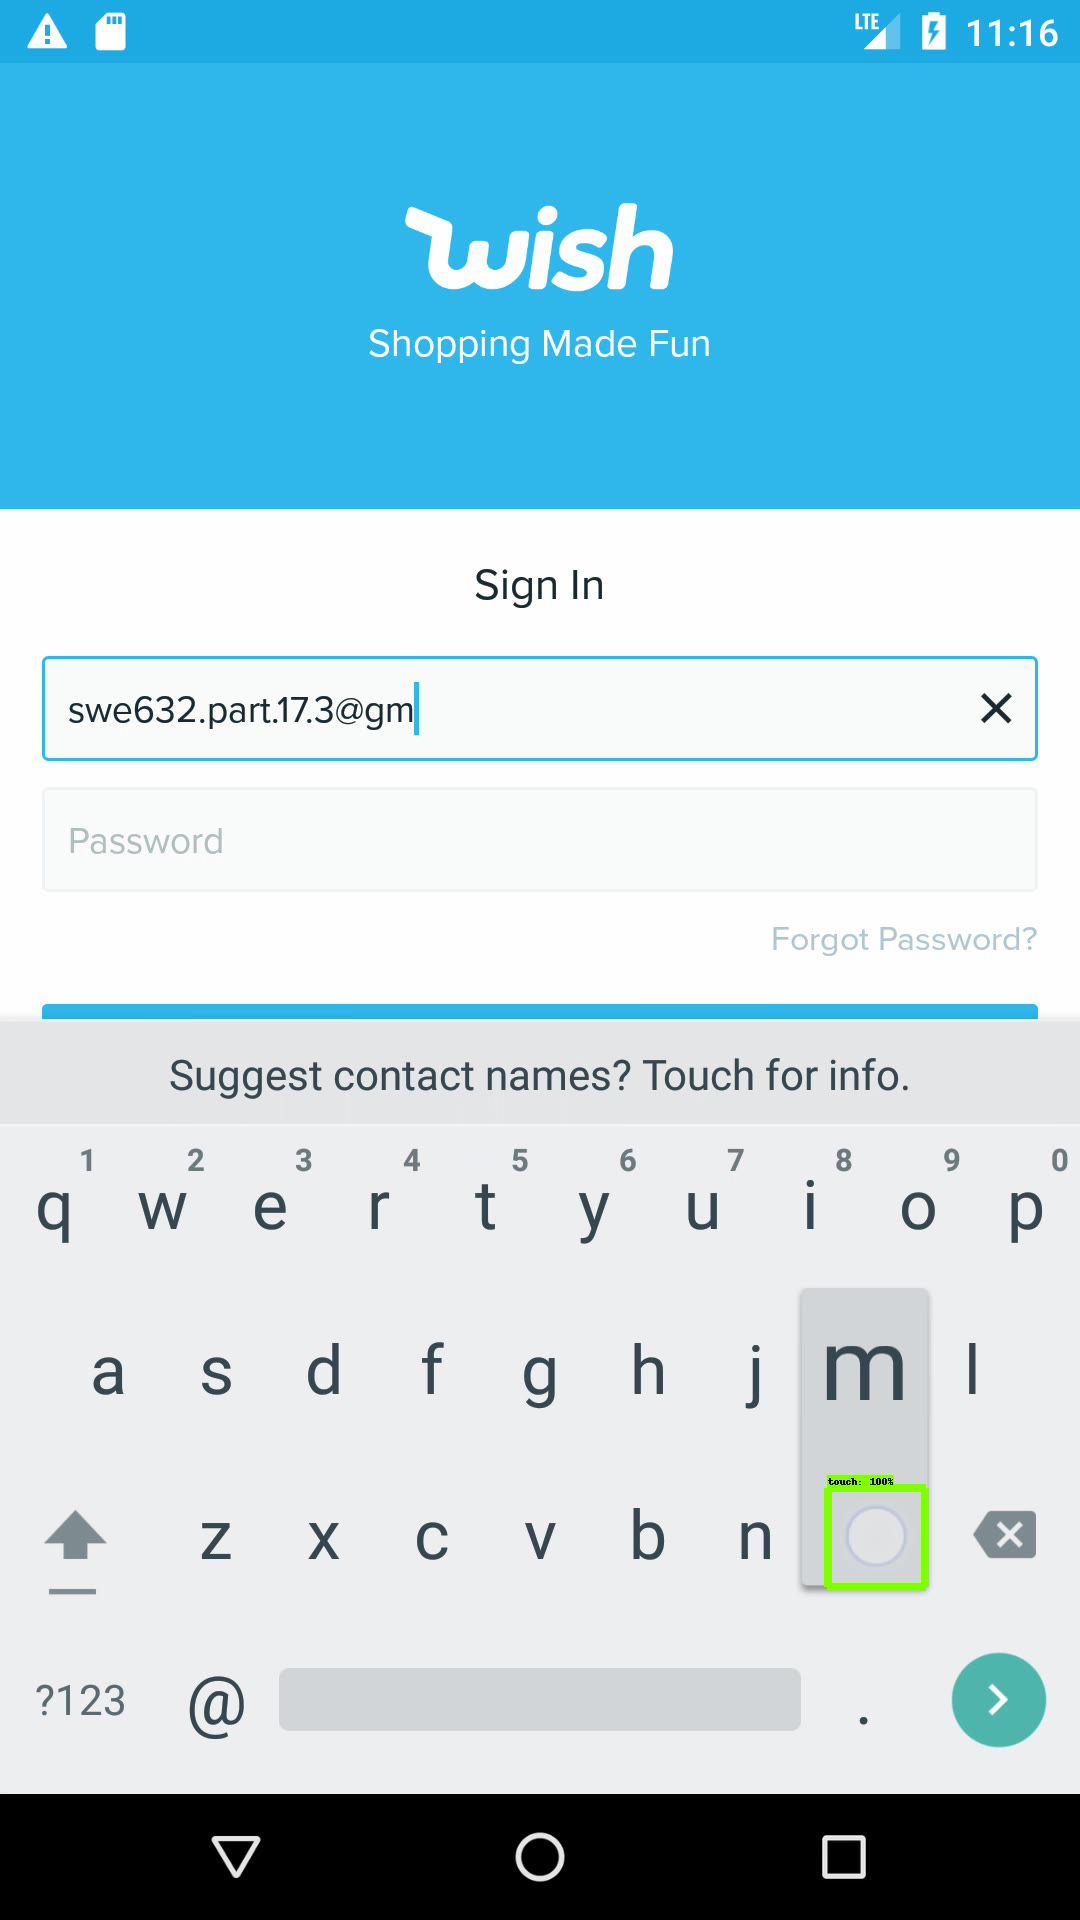 LTE 11:16
wish
Shopping Made Fun
Sign In
swe632.part.17.3@gm
Password
Forgot Password?
Suggest contact names? Touch for info.
1 2 3 4 5 6 7 8 9 0
q w e r t y u i o p
a s d f g h j m l
touch: 100%
z x c v b n
?123 @ .